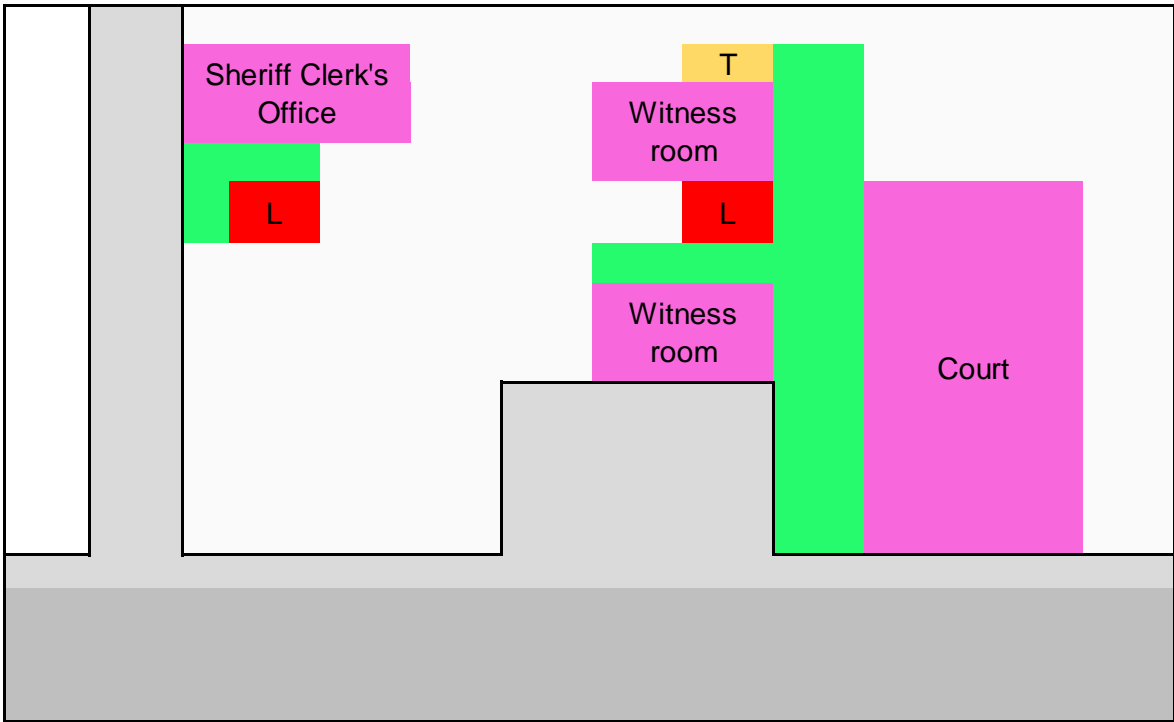 Sheriff Clerk's
Office
T
Witness
room
L
L
Witness
room
Court